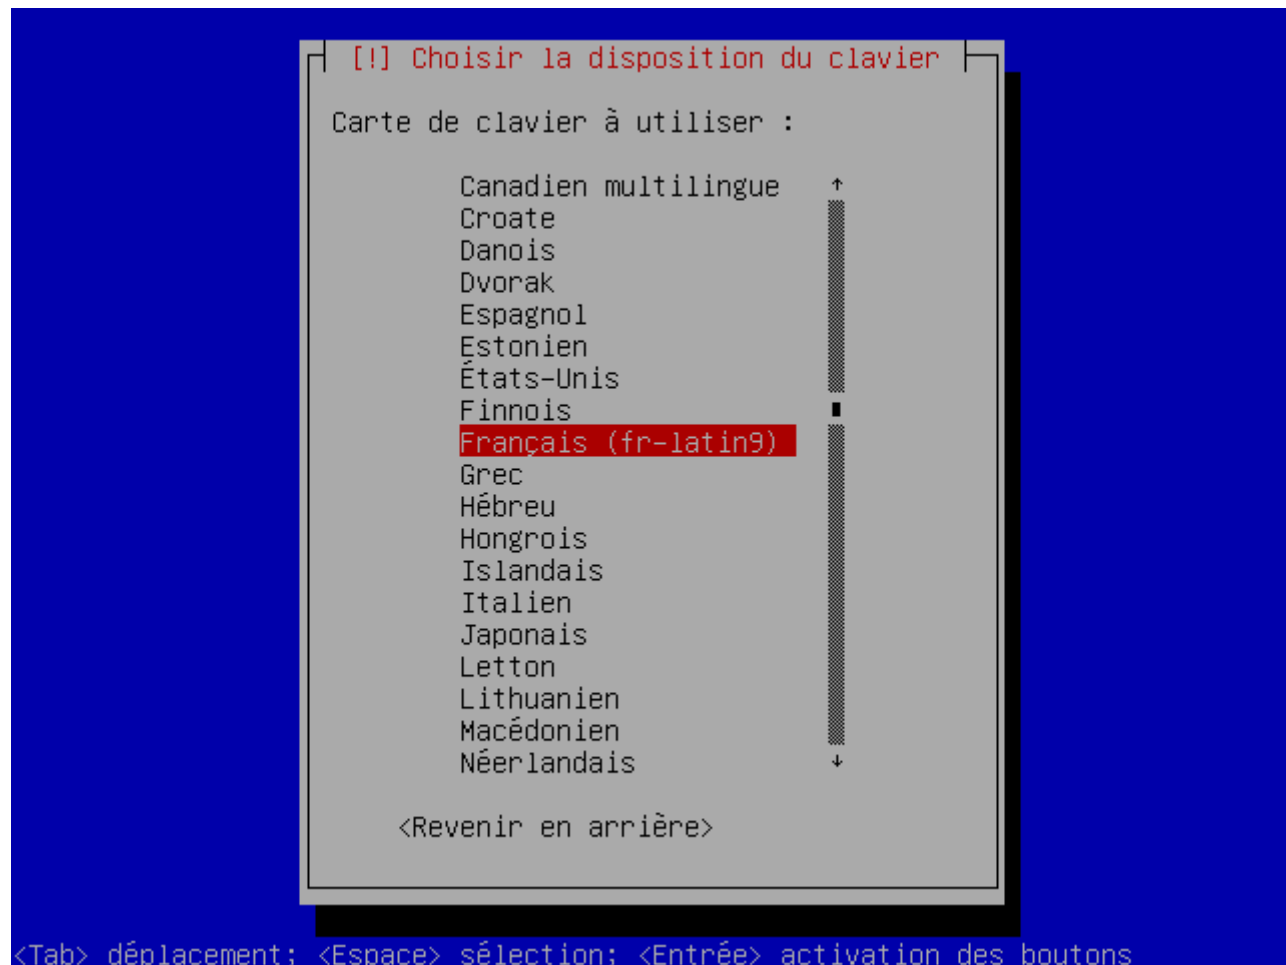 [!] Choisir la disposition du clavier
Carte de clavier à utiliser :
Canadien multilingue
Croate
Danois
Dvorak
Espagnol
Estonien
États-Unis
Finnois
Français (fr-latin9)
Grec
Hébreu
Hongrois
Islandais
Italien
Japonais
Letton
Lithuanien
Macédonien
Néerlandais
<Revenir en arrière>
<Tab> déplacement; <Espace> sélection; <Entrée> activation des boutons